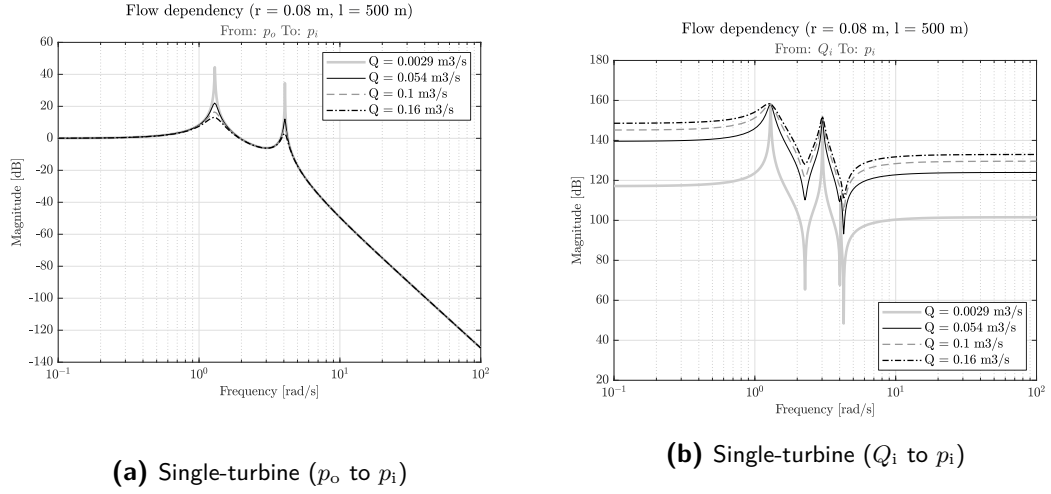 Flow dependency (r = 0.08 m, l = 500 m)
From: p_o To: p_i
60
40
20
0
-20
-40
-60
-80
-100
-120
-140
Magnitude [dB]
Q = 0.0029 m3/s
Q = 0.054 m3/s
Q = 0.1 m3/s
Q = 0.16 m3/s
10^-1 10^0 10^1 10^2
Frequency [rad/s]
(a) Single-turbine (p_o to p_i)
Flow dependency (r = 0.08 m, l = 500 m)
From: Q_i To: p_i
180
160
140
120
100
80
60
40
20
Magnitude [dB]
Q = 0.0029 m3/s
Q = 0.054 m3/s
Q = 0.1 m3/s
Q = 0.16 m3/s
10^-1 10^0 10^1 10^2
Frequency [rad/s]
(b) Single-turbine (Q_i to p_i)